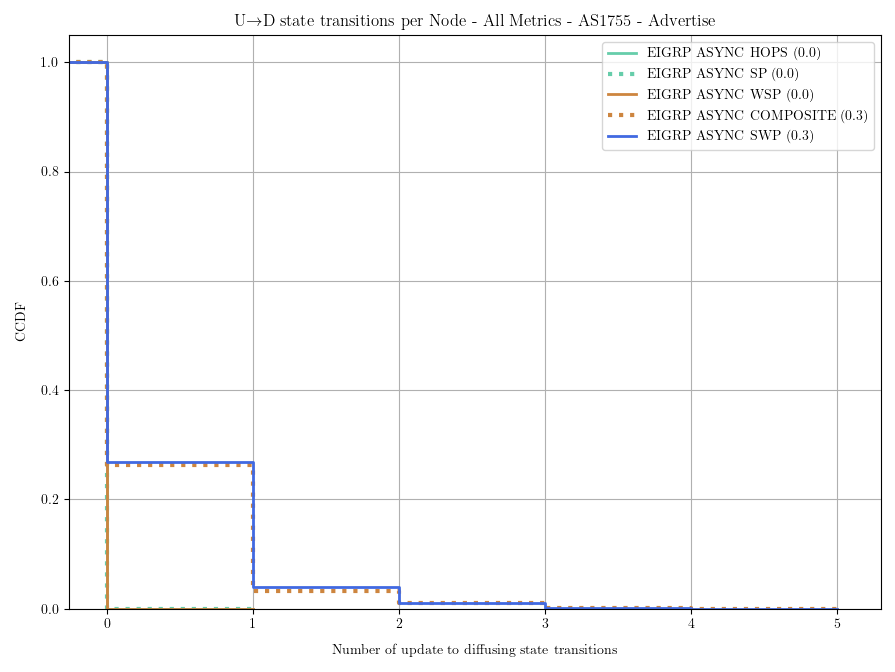 U→D state transitions per Node - All Metrics - AS1755 - Advertise
EIGRP ASYNC HOPS (0.0)
EIGRP ASYNC SP (0.0)
EIGRP ASYNC WSP (0.0)
EIGRP ASYNC COMPOSITE (0.3)
EIGRP ASYNC SWP (0.3)
CCDF
1.0
0.8
0.6
0.4
0.2
0.0
0 1 2 3 4 5
Number of update to diffusing state transitions